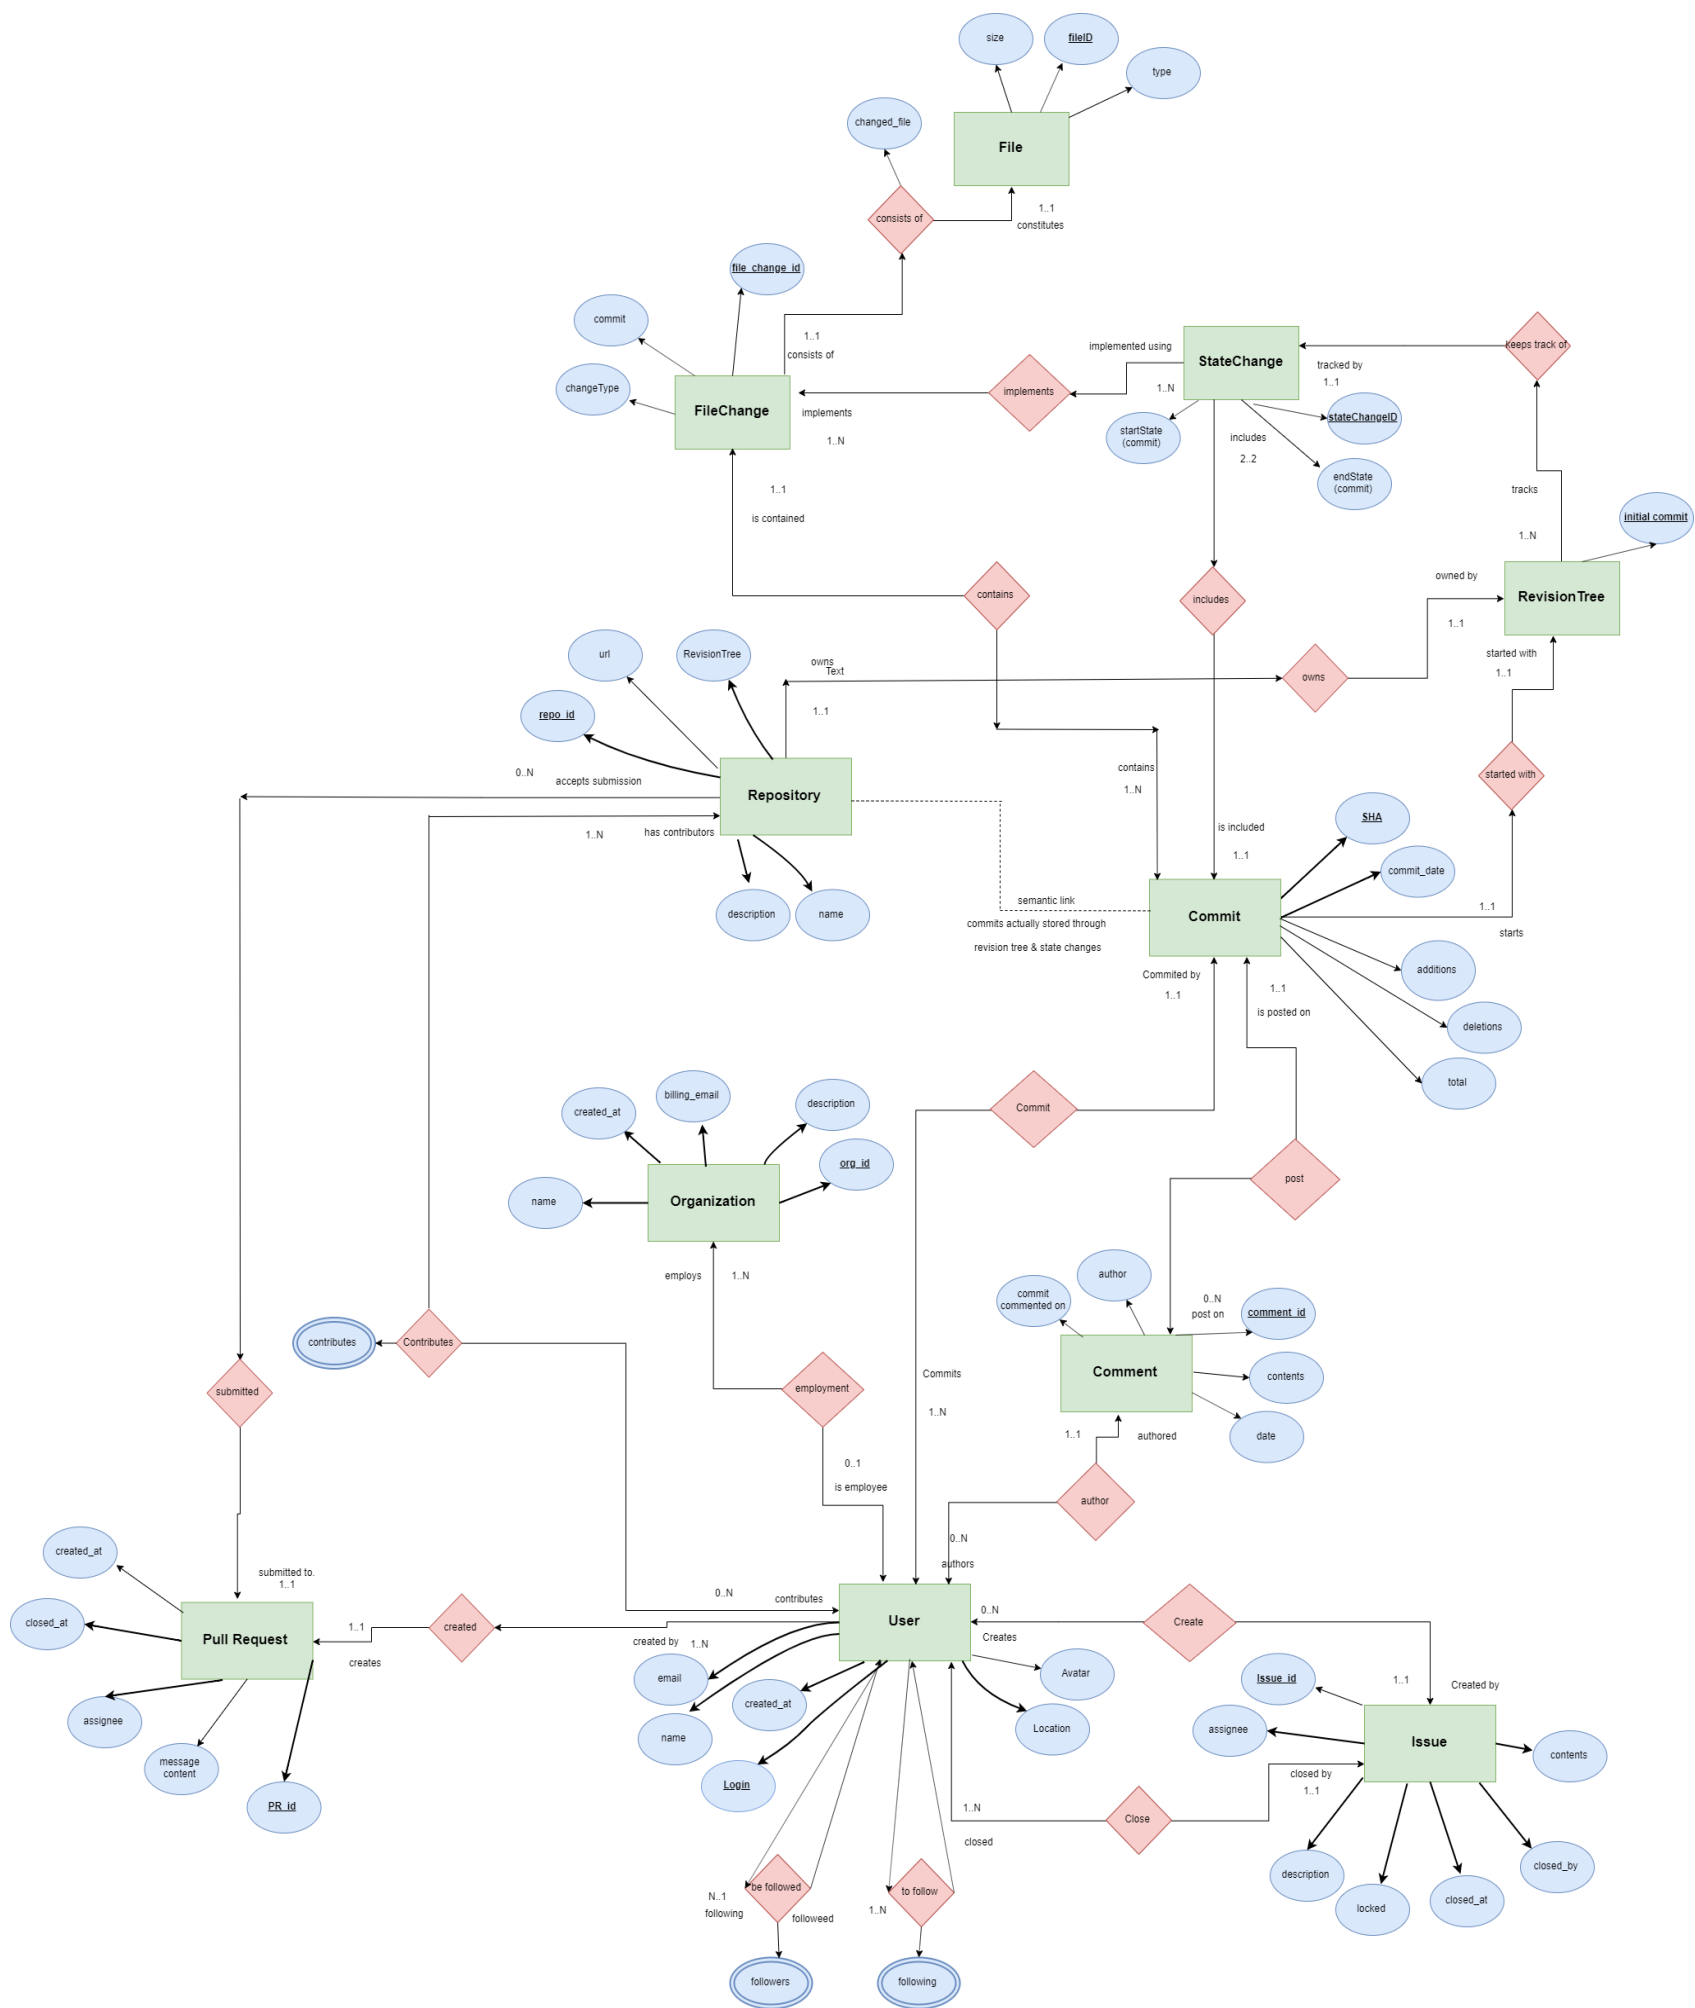 size
fileID
type
changed_file
File
consists of
1..1
constitutes
file_change_id
commit
changeType
1..1
consists of
FileChange
implements
1..N
implements
implemented using
1..N
StateChange
tracked by
1..1
keeps track of
startState
(commit)
stateChangeID
includes
2..2
endState
(commit)
1..1
is contained
tracks
1..N
initial commit
contains
includes
owned by
1..1
RevisionTree
started with
1..1
url
RevisionTree
owns
Text
1..1
owns
repo_id
0..N
accepts submission
Repository
1..N
has contributors
description
name
contains
1..N
started with
is included
1..1
SHA
commit_date
semantic link
commits actually stored through
revision tree & state changes
Commit
1..1
starts
additions
deletions
total
Commited by
1..1
1..1
is posted on
created_at
billing_email
description
org_id
name
Organization
Commit
post
employs
1..N
commit
commented on
author
0..N
post on
comment_id
contributes
Contributes
submitted
employment
Commits
1..N
Comment
contents
date
1..1
authored
0..1
is employee
author
0..N
authors
created_at
closed_at
submitted to.
1..1
Pull Request
1..1
creates
created
0..N
contributes
User
0..N
Creates
Create
created by
1..N
assignee
message
content
PR_id
email
name
created_at
Login
Avatar
Location
1..1
Created by
Issue_id
assignee
Issue
contents
closed by
1..1
1..N
closed
Close
description
locked
closed_at
closed_by
be followed
N..1
following
followeed
to follow
1..N
followers
following